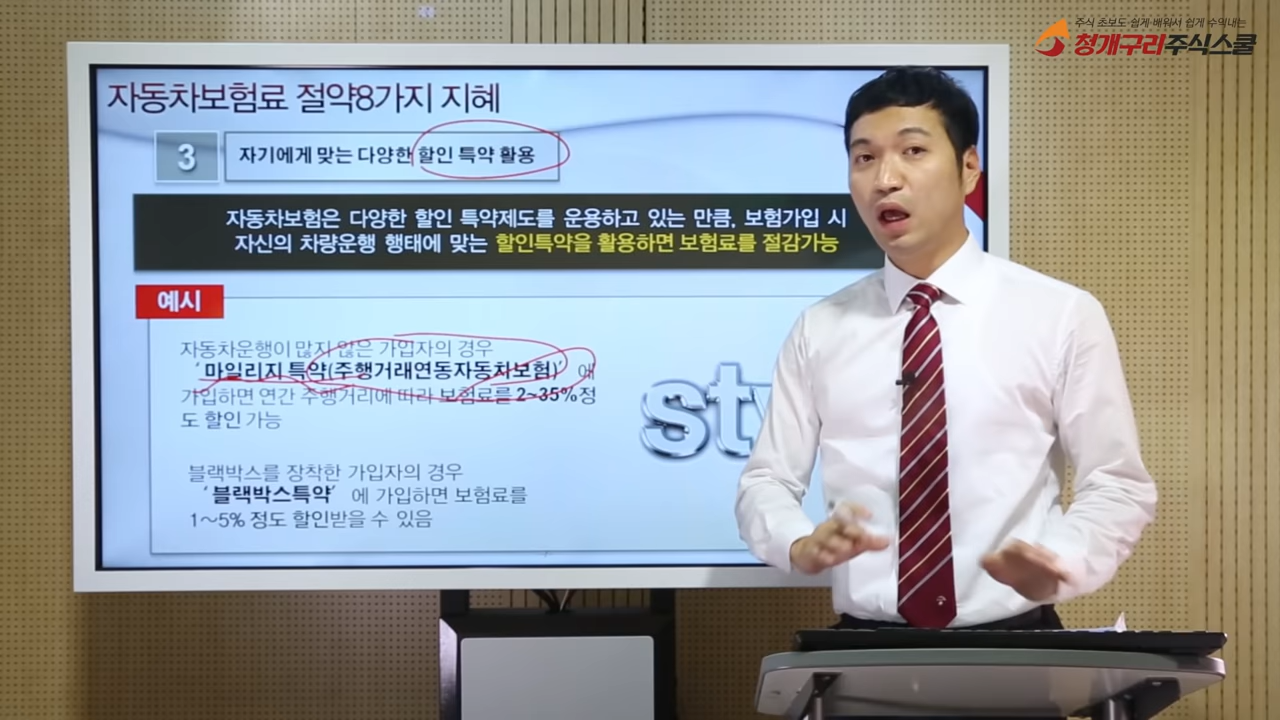 주식 초보도 쉽게 배워서 쉽게 수익내는
청개구리주식스쿨
자동차보험료 절약8가지 지혜
3
자기에게 맞는 다양한 할인 특약 활용
자동차보험은 다양한 할인 특약제도를 운용하고 있는 만큼, 보험가입 시
자신의 차량운행 행태에 맞는 할인특약을 활용하면 보험료를 절감가능
예시
자동차운행이 많지 않은 가입자의 경우
‘마일리지 특약(주행거래연동자동차보험)’ 에
가입하면 연간 주행거리에 따라 보험료를 2~35%정
도 할인 가능
블랙박스를 장착한 가입자의 경우
‘블랙박스특약’ 에 가입하면 보험료를
1~5% 정도 할인받을 수 있음